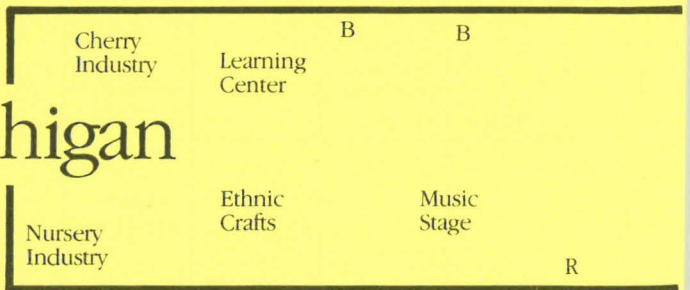 Cherry
Industry
Learning
Center
B
B
higan
Ethnic
Crafts
Music
Stage
Nursery
Industry
R